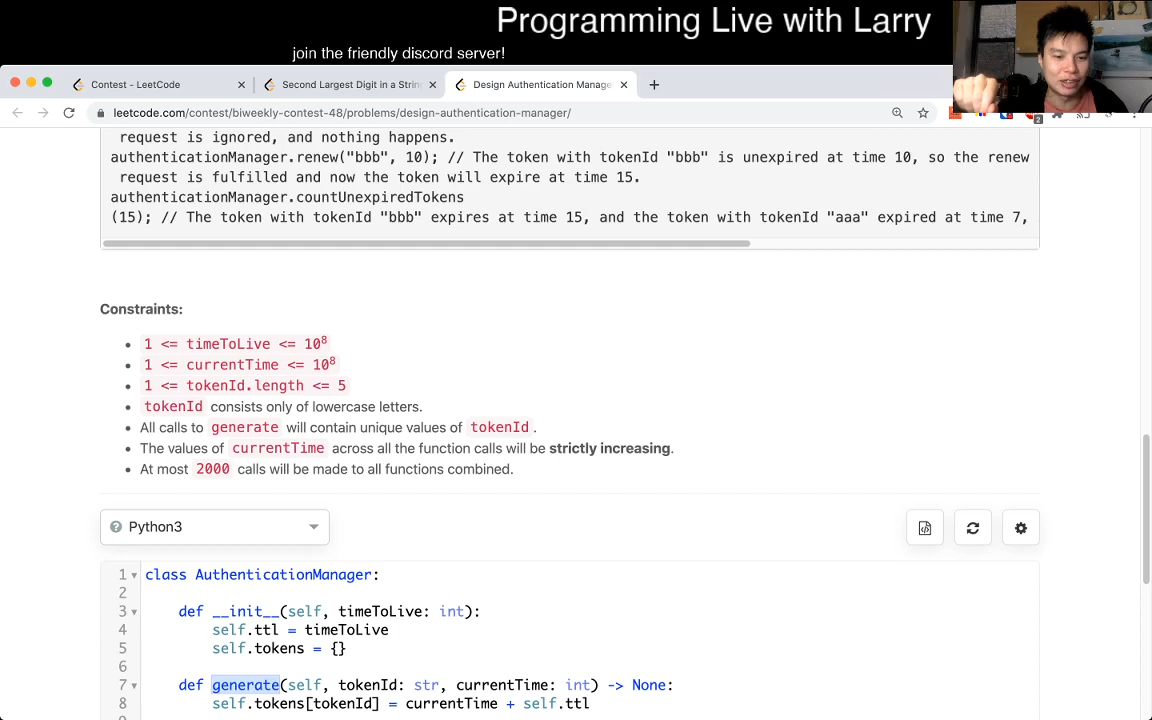 Programming Live with Larry
join the friendly discord server!
Contest - LeetCode
Second Largest Digit in a Strin
Design Authentication Manage
leetcode.com/contest/biweekly-contest-48/problems/design-authentication-manager/
2
request is ignored, and nothing happens.
authenticationManager.renew("bbb", 10); // The token with tokenId "bbb" is unexpired at time 10, so the renew
request is fulfilled and now the token will expire at time 15.
authenticationManager.countUnexpiredTokens
(15); // The token with tokenId "bbb" expires at time 15, and the token with tokenId "aaa" expired at time 7,
Constraints:
• 1 <= timeToLive <= 10⁸
• 1 <= currentTime <= 10⁸
• 1 <= tokenId.length <= 5
• tokenId consists only of lowercase letters.
• All calls to generate will contain unique values of tokenId.
• The values of currentTime across all the function calls will be strictly increasing.
• At most 2000 calls will be made to all functions combined.
Python3
1 class AuthenticationManager:
2
3 def __init__(self, timeToLive: int):
4 self.ttl = timeToLive
5 self.tokens = {}
6
7 def generate(self, tokenId: str, currentTime: int) -> None:
8 self.tokens[tokenId] = currentTime + self.ttl